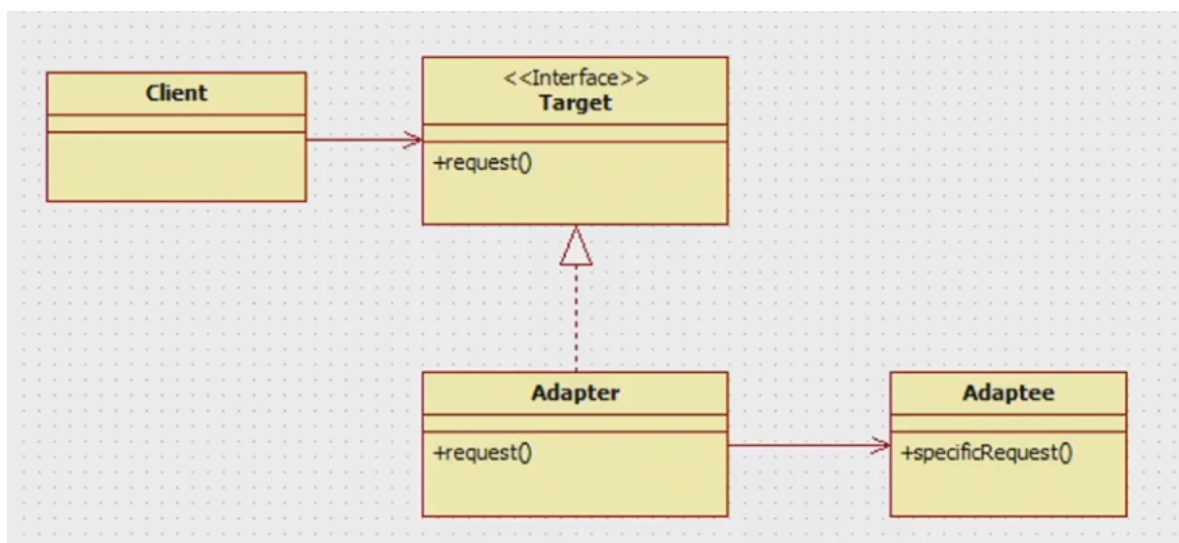 Client
<<Interface>>
Target
+request()
Adapter
+request()
Adaptee
+specificRequest()